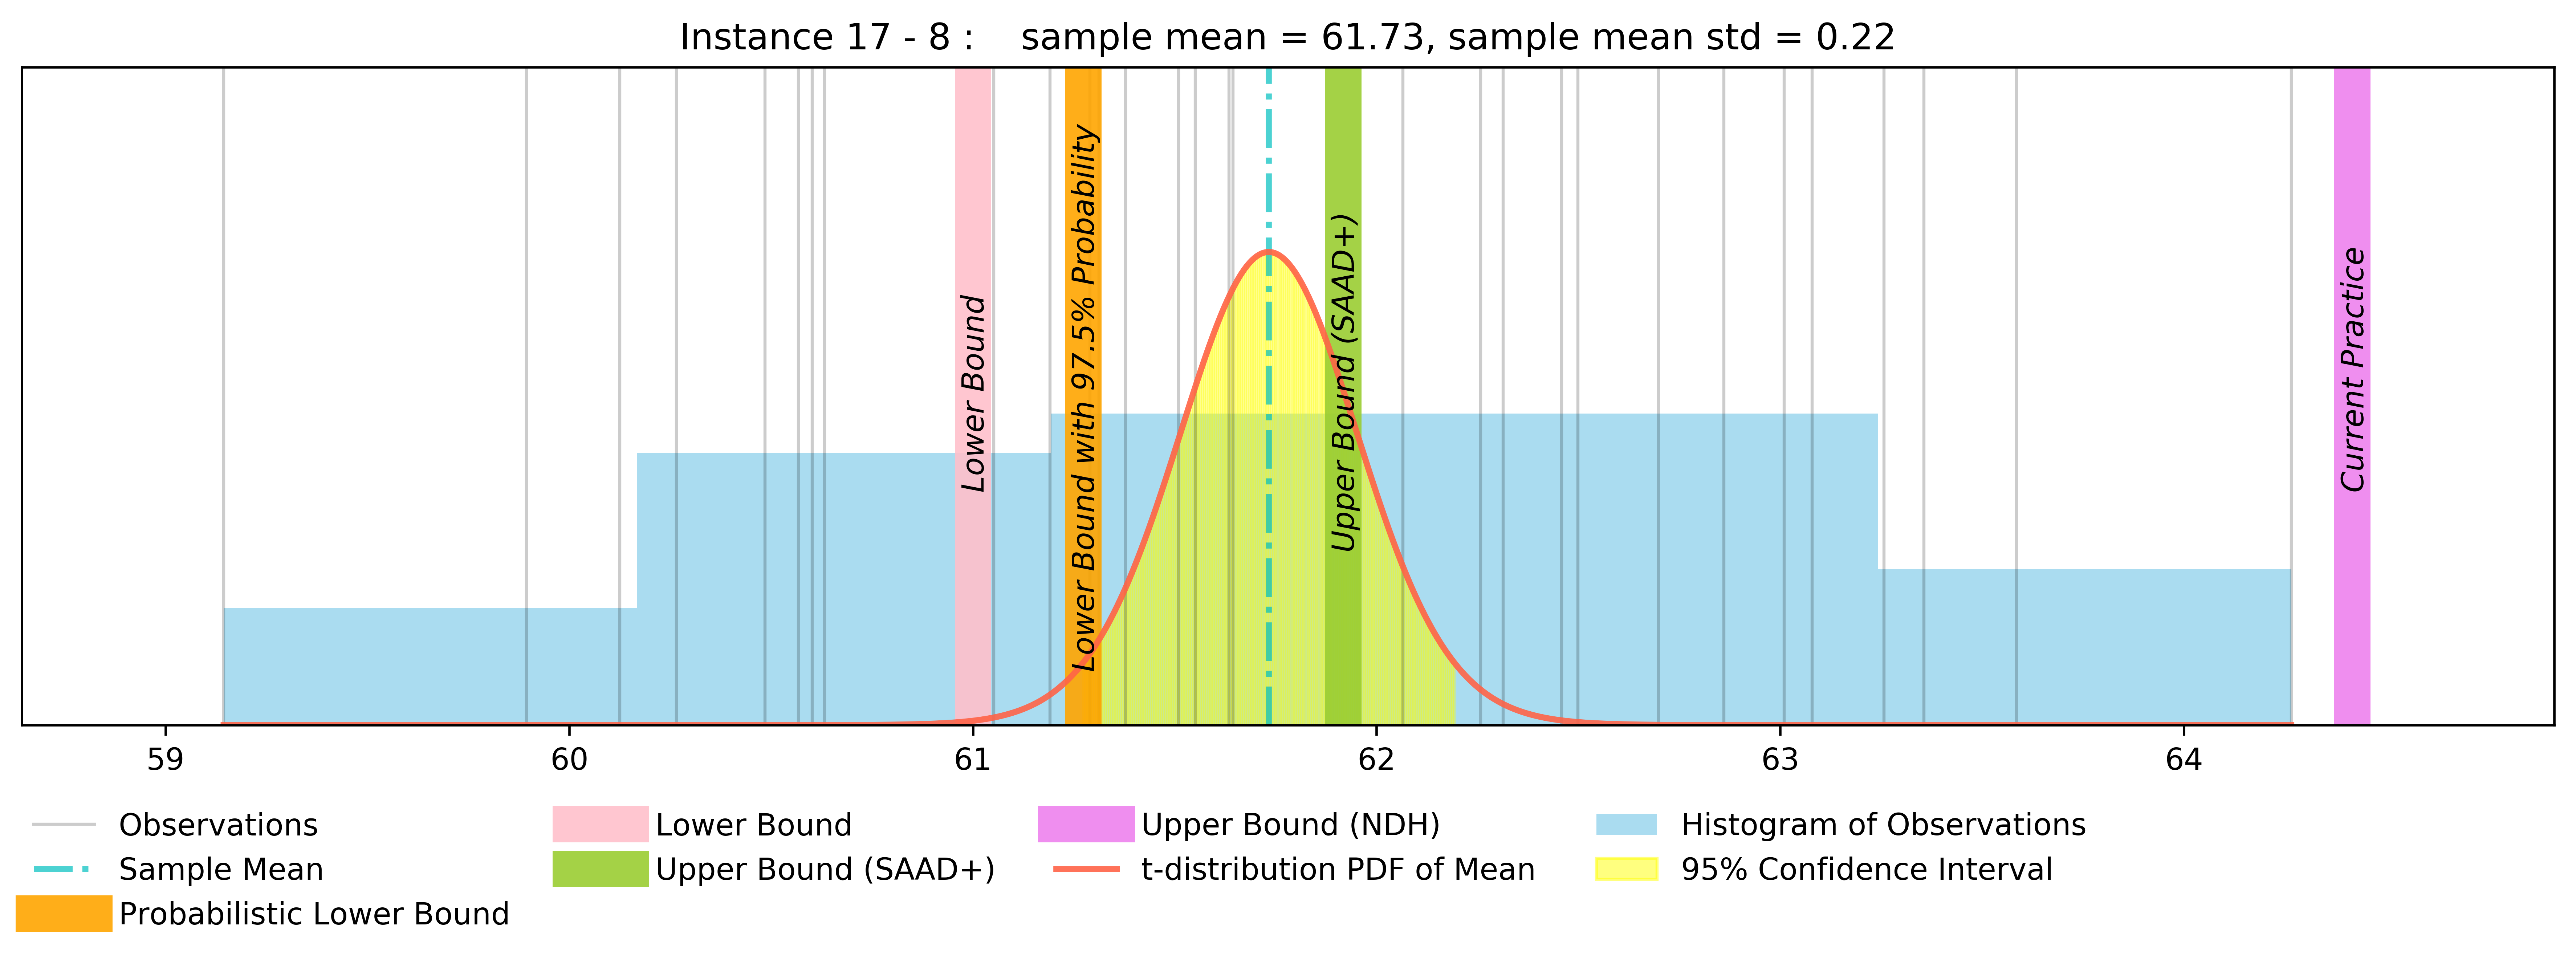 Instance 17 - 8 :    sample mean = 61.73, sample mean std = 0.22
Lower Bound
Lower Bound with 97.5% Probability
Upper Bound (SAAD+)
Current Practice
59 60 61 62 63 64
Observations
Sample Mean
Probabilistic Lower Bound
Lower Bound
Upper Bound (SAAD+)
Upper Bound (NDH)
t-distribution PDF of Mean
Histogram of Observations
95% Confidence Interval